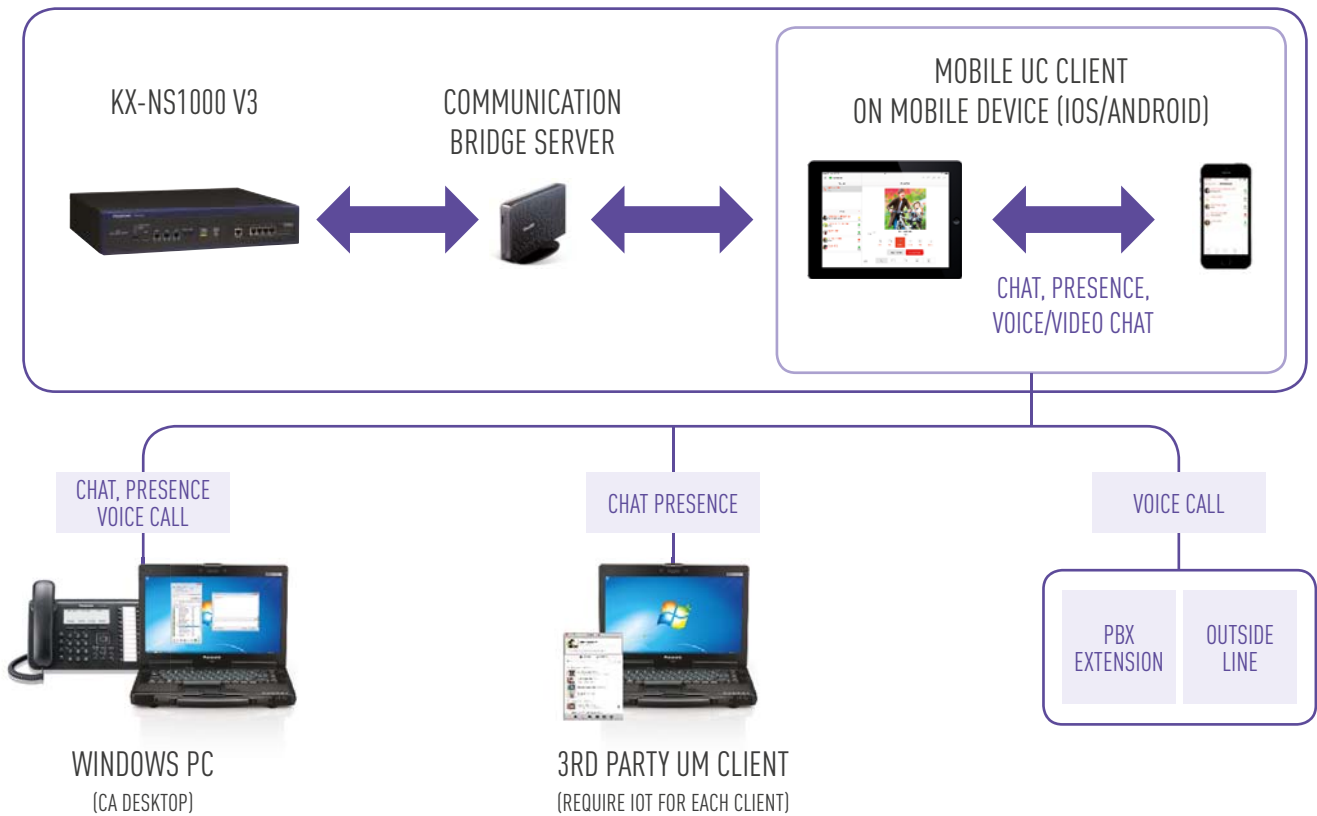 KX-NS1000 V3
COMMUNICATION
BRIDGE SERVER
MOBILE UC CLIENT
ON MOBILE DEVICE (IOS/ANDROID)
CHAT, PRESENCE,
VOICE/VIDEO CHAT
CHAT, PRESENCE
VOICE CALL
CHAT PRESENCE
VOICE CALL
PBX
EXTENSION
OUTSIDE
LINE
WINDOWS PC
(CA DESKTOP)
3RD PARTY UM CLIENT
(REQUIRE IOT FOR EACH CLIENT)